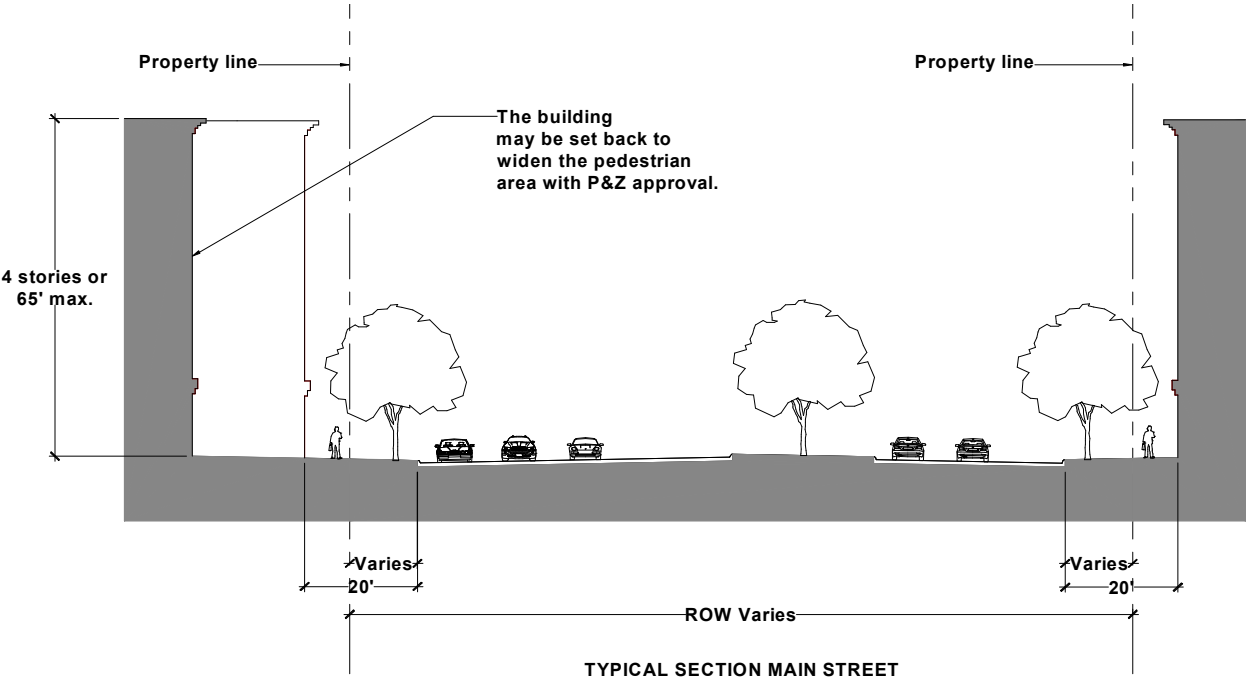 Property line
Property line
The building
may be set back to
widen the pedestrian
area with P&Z approval.
4 stories or
65' max.
Varies
Varies
20'
20'
ROW Varies
TYPICAL SECTION MAIN STREET